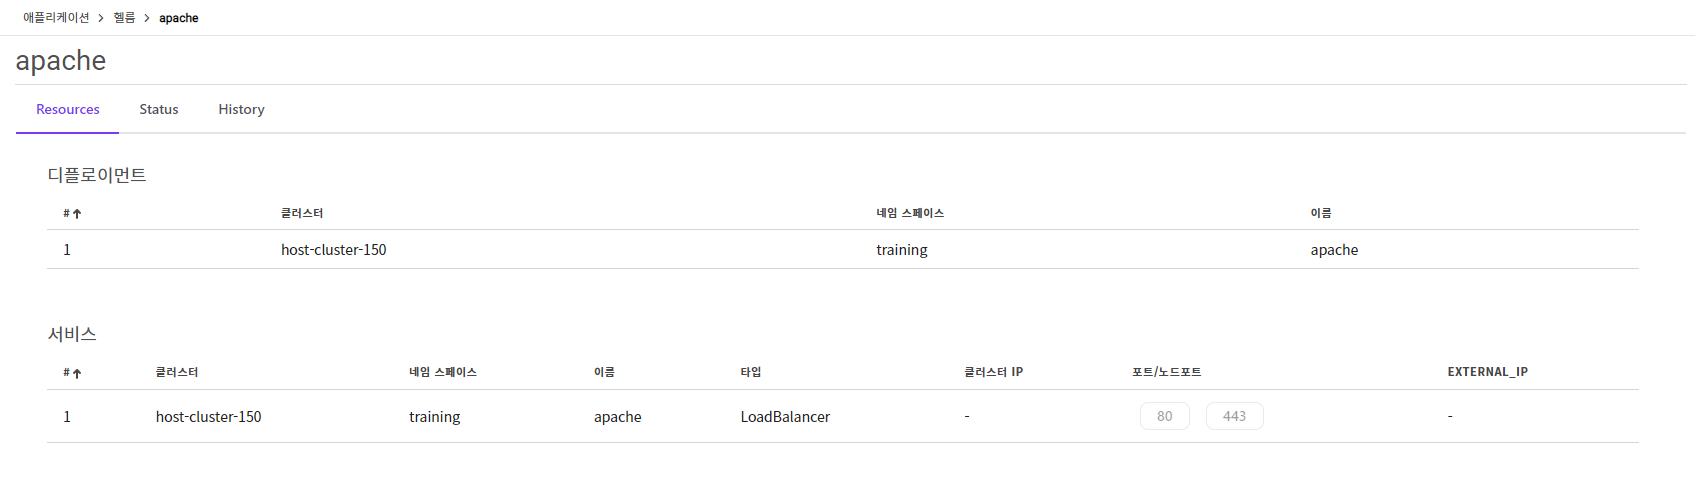 애플리케이션 > 헬름 > apache
apache
Resources Status History
디플로이먼트
# 클러스터 네임 스페이스 이름
1 host-cluster-150 training apache
서비스
# 클러스터 네임 스페이스 이름 타입 클러스터 IP 포트/노드포트 EXTERNAL_IP
1 host-cluster-150 training apache LoadBalancer - 80 443 -